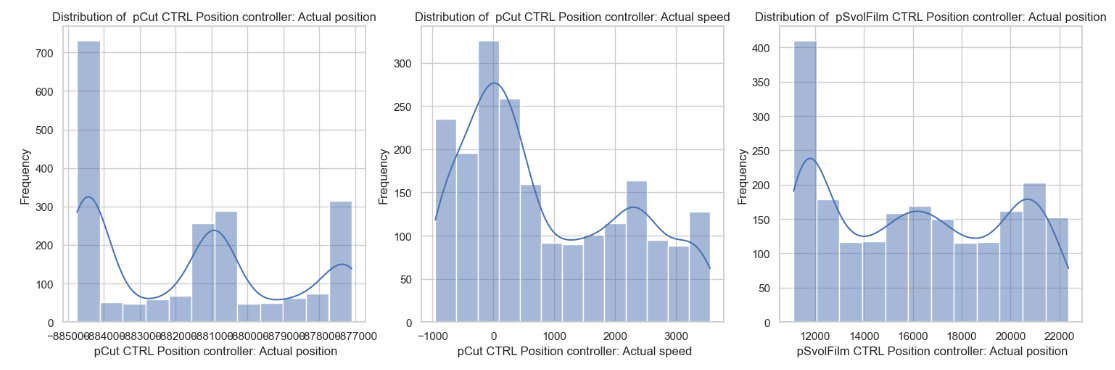 Distribution of  pCut CTRL Position controller: Actual position
Frequency
700
600
500
400
300
200
100
0
−885000 −884000 −883000 −882000 −881000 −880000 −879000 −878000 −877000
pCut CTRL Position controller: Actual position
Distribution of  pCut CTRL Position controller: Actual speed
Frequency
300
250
200
150
100
50
0
−1000 0 1000 2000 3000
pCut CTRL Position controller: Actual speed
Distribution of  pSvolFilm CTRL Position controller: Actual position
Frequency
400
350
300
250
200
150
100
50
0
12000 14000 16000 18000 20000 22000
pSvolFilm CTRL Position controller: Actual position